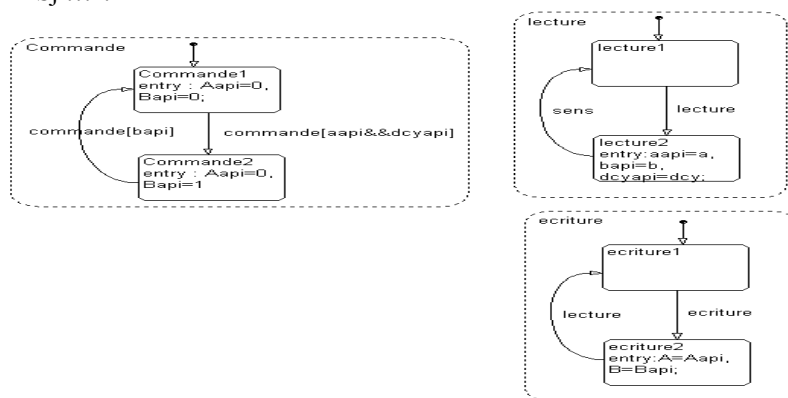 Commande
Commande1
entry : Aapi=0,
Bapi=0;
commande[bapi]
commande[aapi&&dcyapi]
Commande2
entry : Aapi=0,
Bapi=1
lecture
lecture1
sens
lecture
lecture2
entry:aapi=a,
bapi=b,
dcyapi=dcy;
ecriture
ecriture1
lecture
ecriture
ecriture2
entry:A=Aapi,
B=Bapi;